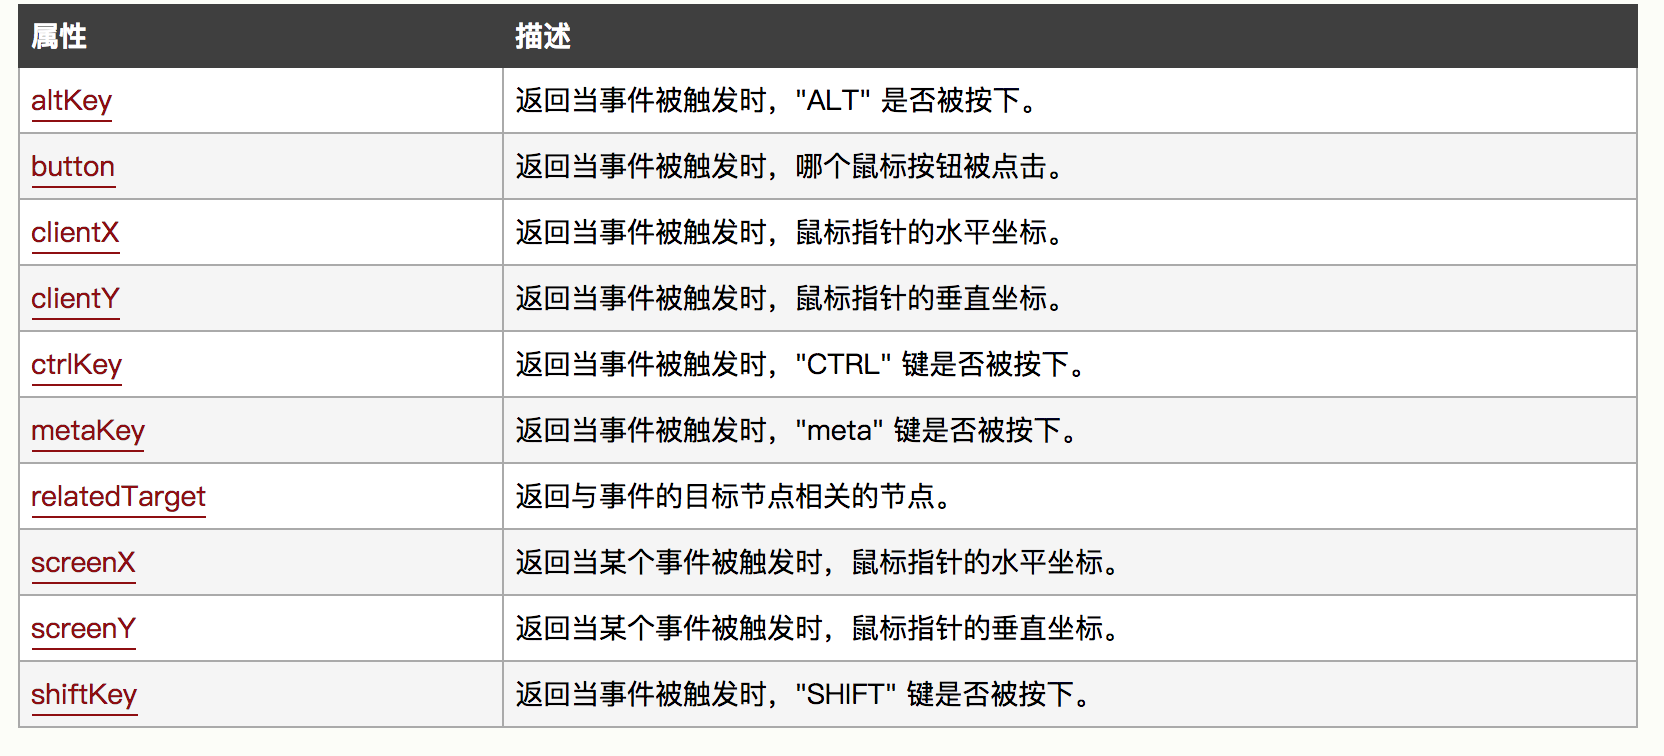 属性 描述
altKey 返回当事件被触发时，"ALT" 是否被按下。
button 返回当事件被触发时，哪个鼠标按钮被点击。
clientX 返回当事件被触发时，鼠标指针的水平坐标。
clientY 返回当事件被触发时，鼠标指针的垂直坐标。
ctrlKey 返回当事件被触发时，"CTRL" 键是否被按下。
metaKey 返回当事件被触发时，"meta" 键是否被按下。
relatedTarget 返回与事件的目标节点相关的节点。
screenX 返回当某个事件被触发时，鼠标指针的水平坐标。
screenY 返回当某个事件被触发时，鼠标指针的垂直坐标。
shiftKey 返回当事件被触发时，"SHIFT" 键是否被按下。